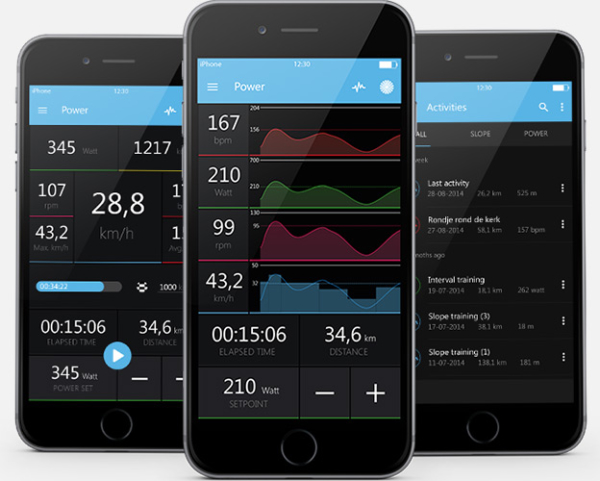 iPhone 12:30
Power
345 Watt 1217
107 rpm
28,8 km/h
43,2 Max. km/h
00:34:22 1000
00:15:06 ELAPSED TIME
34,6 km DISTANCE
345 Watt POWER SET
iPhone 12:30
Power
167 bpm
204
156
210 Watt
700
210
99 rpm
130
95
43,2 km/h
50
32
00:15:06 ELAPSED TIME
34,6 km DISTANCE
210 Watt SETPOINT
− +
12:30
Activities
ALL SLOPE POWER
Last activity
28-08-2014 26,2 km 525 m
Rondje rond de kerk
27-08-2014 58,1 km 157 bpm
Interval training
19-07-2014 18,1 km 262 watt
Slope training (3)
17-07-2014 38,1 km 18 m
Slope training (1)
11-07-2014 138,1 km 181 m